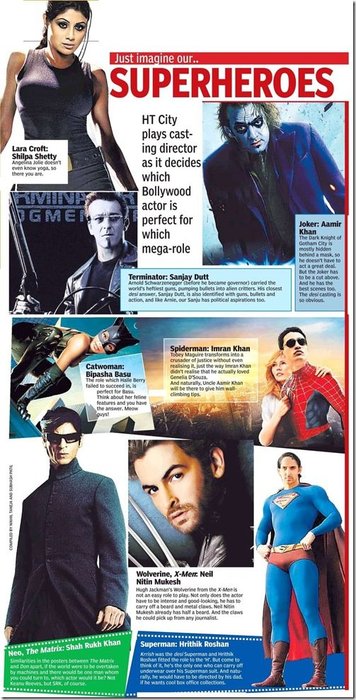 Just imagine our..
SUPERHEROES
HT City
plays cast-
ing director
as it decides
which
Bollywood
actor is
perfect for
which
mega-role
Lara Croft:
Shilpa Shetty
Angelina Jolie doesn't
even know yoga, so
there you are.
Joker: Aamir
Khan
The Dark Knight of
Gotham City is
mostly hidden
behind a mask, so
he doesn't have to
act a great deal.
But the Joker has
to be a cut above.
And he has the
best scenes too.
The desi casting is
so obvious.
RMINA
DGMEN
Terminator: Sanjay Dutt
Arnold Schwarzenegger (before he became governor) carried the
world's heftiest guns, pumping bullets into alien critters. His closest
desi answer, Sanjay Dutt, is also identified with guns, bullets and
action, and like Arnie, our Sanju has political aspirations too.
Catwoman:
Bipasha Basu
The role which Halle Berry
failed to succeed in, is
perfect for Basu.
Think about her feline
features and you have
the answer. Meow
guys!
Spiderman: Imran Khan
Tobey Maguire transforms into a
crusader of justice without even
realising it, just the way Imran Khan
didn't realise that he actually loved
Genelia D'Souza.
And naturally, Uncle Aamir Khan
will be there to give him wall-
climbing tips.
Wolverine, X-Men: Neil
Nitin Mukesh
Hugh Jackman's Wolverine from the X-Men is
not an easy role to play. Not only does the actor
have to be intense and good-looking, he has to
carry off a beard and metal claws. Neil Nitin
Mukesh already has half a beard. And the claws
he could pick up from any journalist.
Neo, The Matrix: Shah Rukh Khan
Similarities in the posters between The Matrix
and Don apart, if the world were to be overtaken
by machines and there would be one man whom
you could turn to, which actor would it be? Not
Keanu Reeves, but SRK, of course.
Superman: Hrithik Roshan
Krrish was the desi Superman and Hrithik
Roshan fitted the role to the 'H'. But come to
think of it, he's the only one who can carry off
underwear over his Superman suit. And natu-
rally, he would have to be directed by his dad,
if he wants cool box office collections.